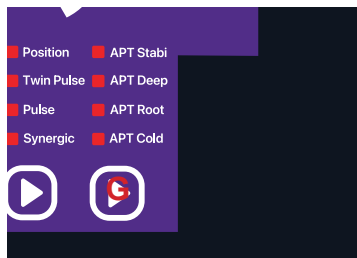 Position
APT Stabi
Twin Pulse
APT Deep
Pulse
APT Root
Synergic
APT Cold
G